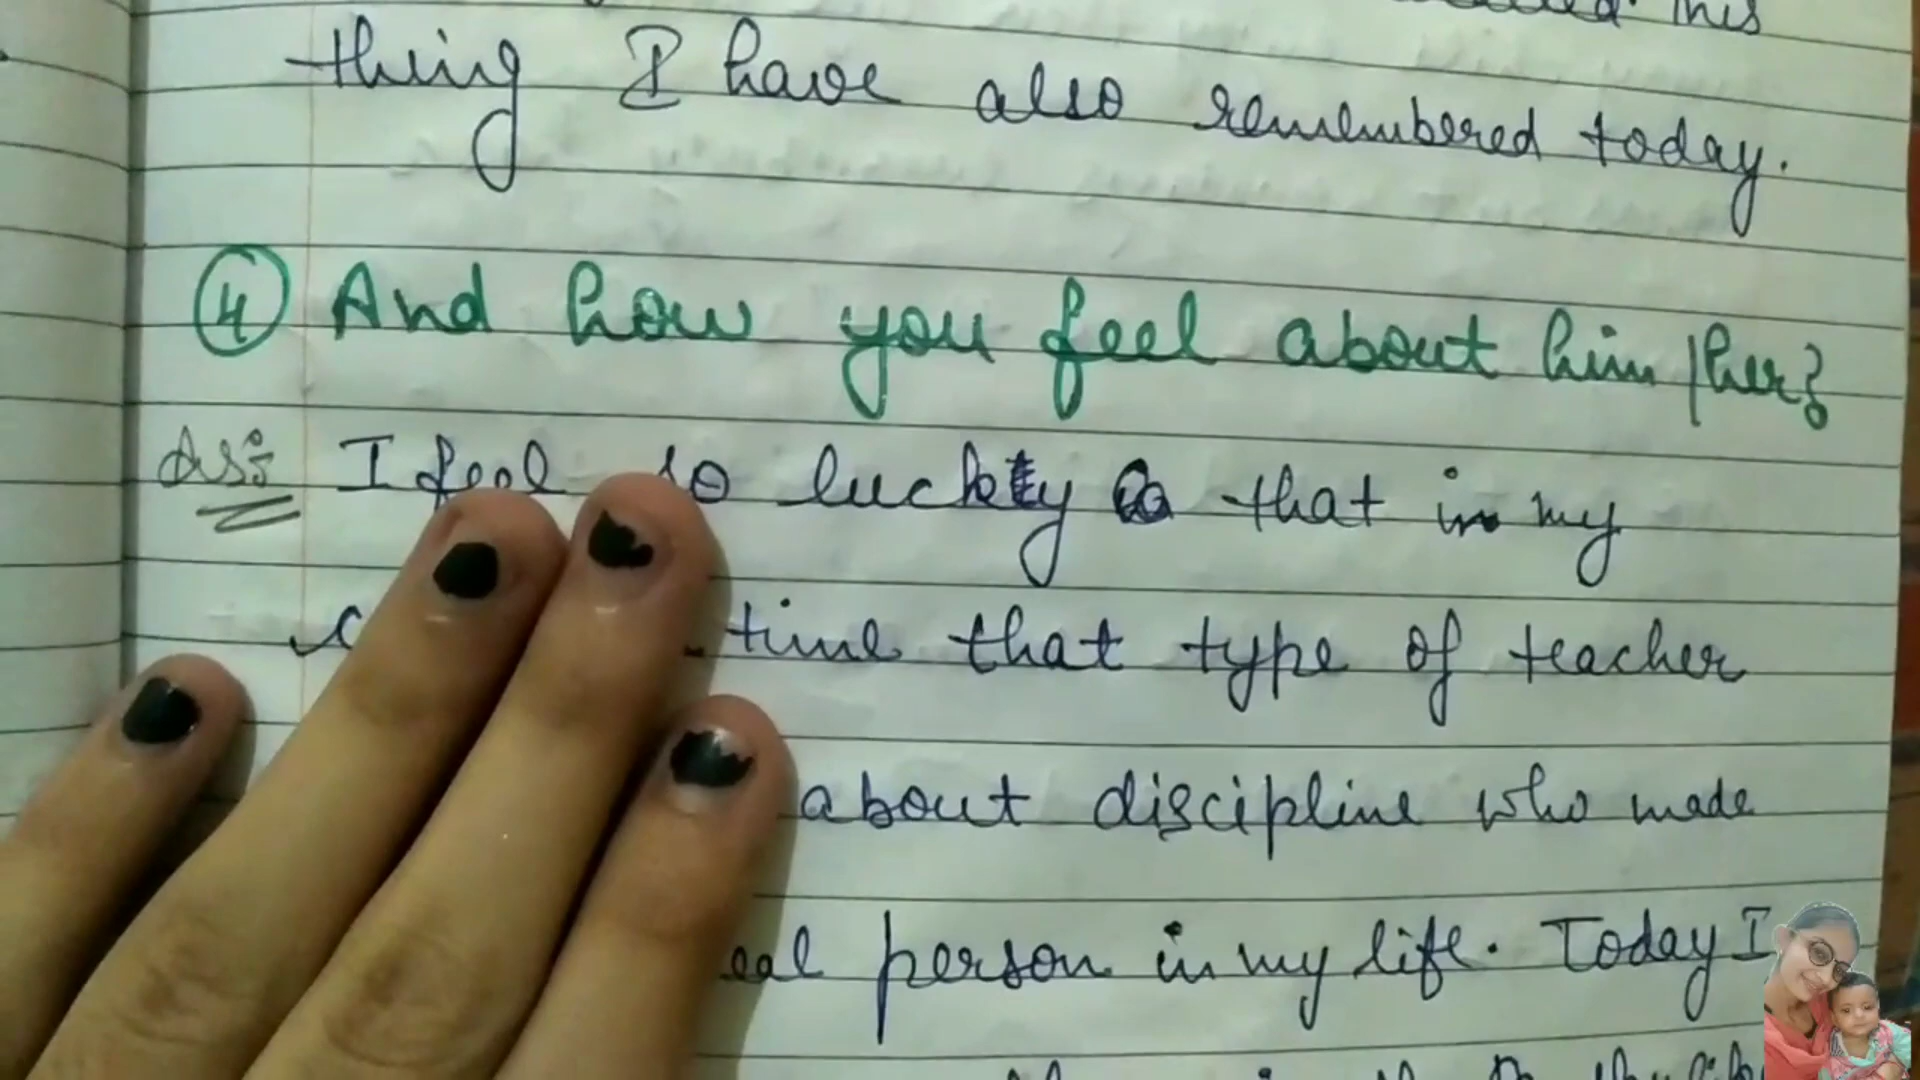 this
thing I have also remembered today.
④ And how you feel about him/her?
Ans: I feel so lucky that in my
time that type of teacher
about discipline who made
person in my life. Today I